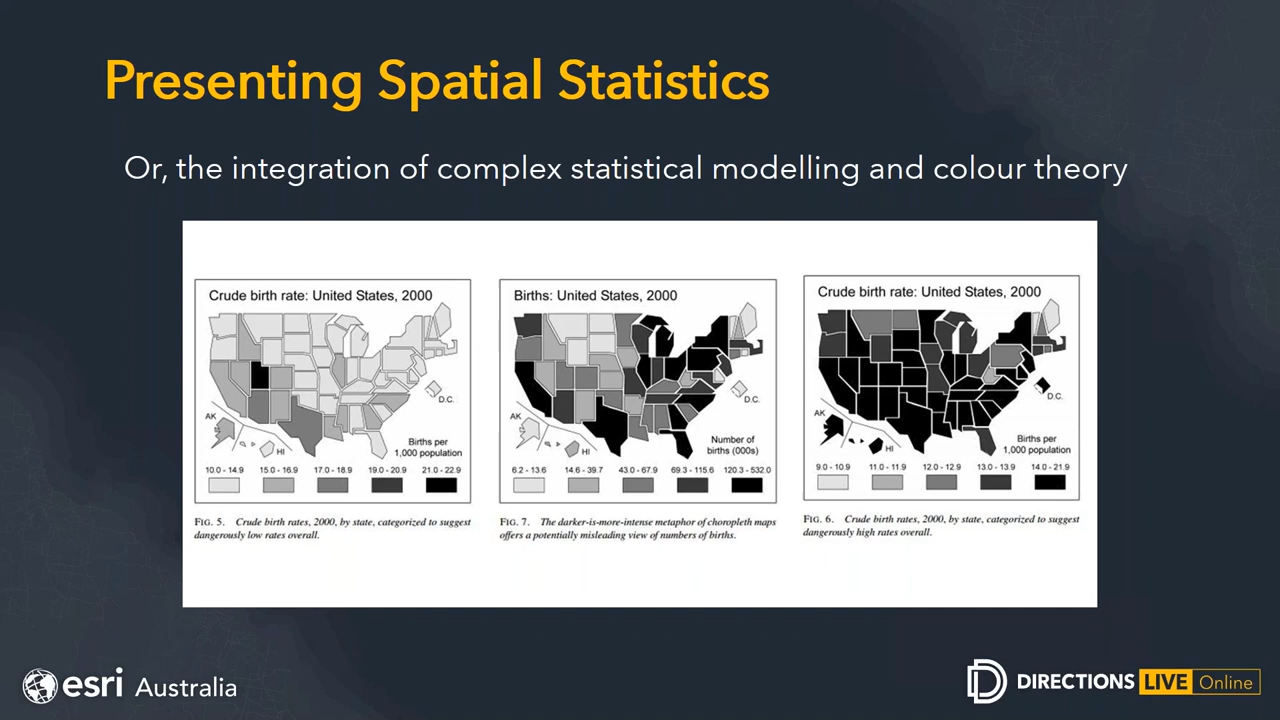 Presenting Spatial Statistics
Or, the integration of complex statistical modelling and colour theory
Crude birth rate: United States, 2000
AK
HI
D.C.
Births per
1,000 population
10.0 - 14.9 15.0 - 16.9 17.0 - 18.9 19.0 - 20.9 21.0 - 22.9
FIG. 5. Crude birth rates, 2000, by state, categorized to suggest
dangerously low rates overall.
Births: United States, 2000
AK
HI
D.C.
Number of
births (000s)
6.2 - 13.6 14.6 - 39.7 43.0 - 67.9 69.3 - 115.6 120.3 - 532.0
FIG. 7. The darker-is-more-intense metaphor of choropleth maps
offers a potentially misleading view of numbers of births.
Crude birth rate: United States, 2000
AK
HI
D.C.
Births per
1,000 population
9.0 - 10.9 11.0 - 11.9 12.0 - 12.9 13.0 - 13.9 14.0 - 21.9
FIG. 6. Crude birth rates, 2000, by state, categorized to suggest
dangerously high rates overall.
esri Australia
DIRECTIONS LIVE Online